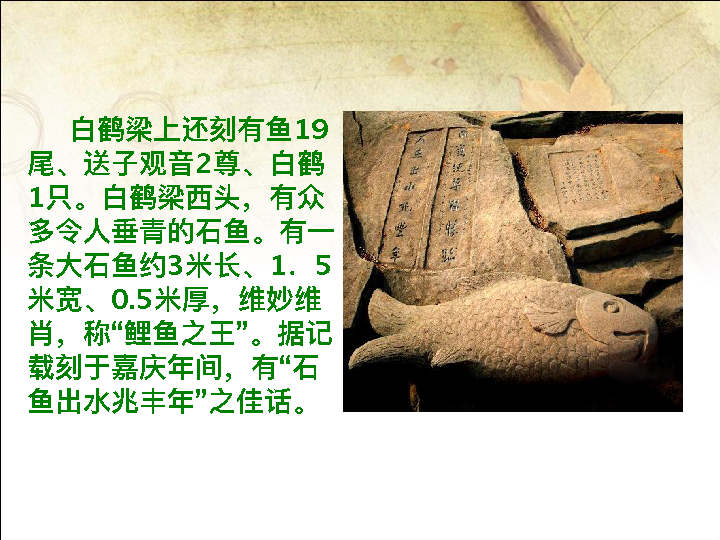 白鹤梁上还刻有鱼19
尾、送子观音2尊、白鹤
1只。白鹤梁西头，有众
多令人垂青的石鱼。有一
条大石鱼约3米长、1．5
米宽、0.5米厚，维妙维
肖，称“鲤鱼之王”。据记
载刻于嘉庆年间，有“石
鱼出水兆丰年”之佳话。